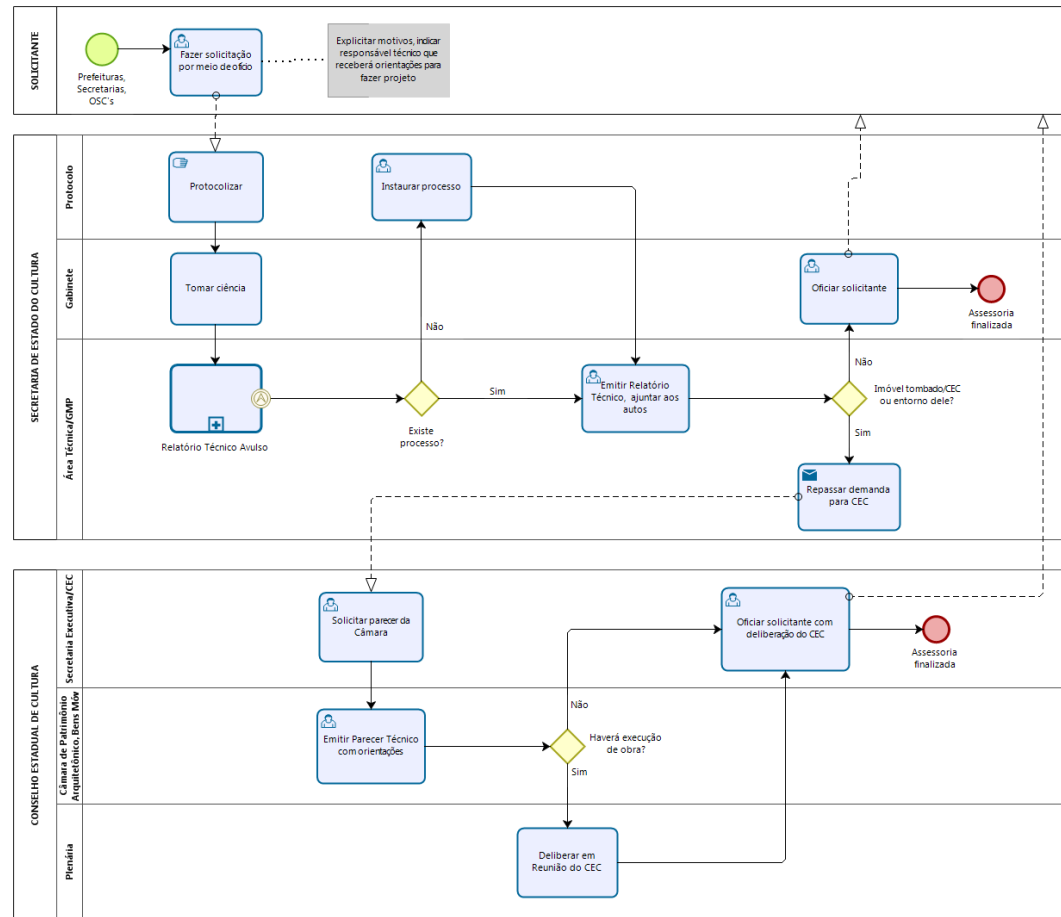 SOLICITANTE
Prefeituras,
Secretarias,
OSC's
Fazer solicitação
por meio de ofício
Explicitar motivos, indicar
responsável técnico que
receberá orientações para
fazer projeto
SECRETARIA DE ESTADO DO CULTURA
Protocolo
Protocolizar
Instaurar processo
Gabinete
Tomar ciência
Não
Oficiar solicitante
Assessoria
finalizada
Área Técnica/GMP
Relatório Técnico Avulso
Existe
processo?
Sim
Emitir Relatório
Técnico, ajuntar aos
autos
Não
Imóvel tombado/CEC
ou entorno dele?
Sim
Repassar demanda
para CEC
CONSELHO ESTADUAL DE CULTURA
Secretaria Executiva/CEC
Solicitar parecer da
Câmara
Oficiar solicitante com
deliberação do CEC
Assessoria
finalizada
Câmara de Patrimônio
Arquitetônico, Bens Móv
Emitir Parecer Técnico
com orientações
Não
Haverá execução
de obra?
Sim
Plenária
Deliberar em
Reunião do CEC